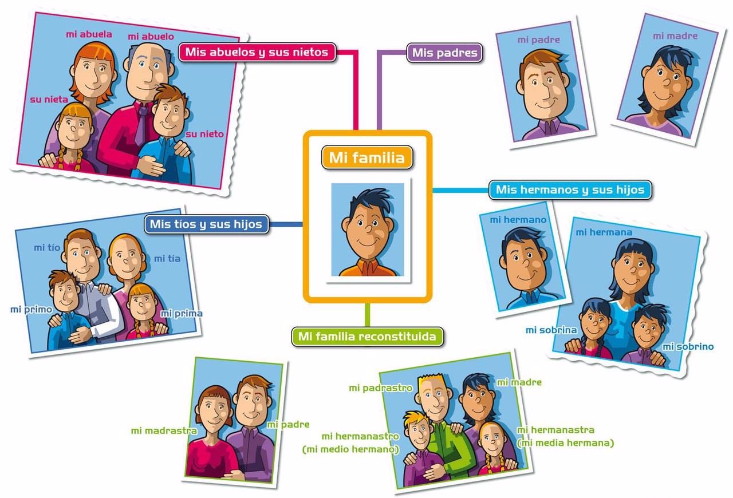 mi abuela
mi abuelo
su nieta
su nieto
Mis abuelos y sus nietos
Mis padres
mi padre
mi madre
Mi familia
Mis hermanos y sus hijos
mi hermano
mi hermana
mi sobrina
mi sobrino
Mis tíos y sus hijos
mi tío
mi tía
mi primo
mi prima
Mi familia reconstituida
mi madrastra
mi padre
mi padrastro
mi madre
mi hermanastro
(mi medio hermano)
mi hermanastra
(mi media hermana)